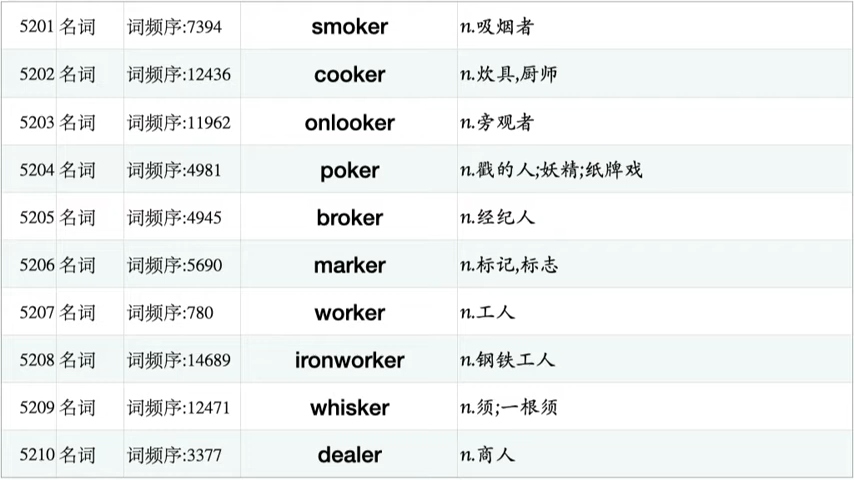 5201 名词 词频序:7394 smoker n.吸烟者
5202 名词 词频序:12436 cooker n.炊具,厨师
5203 名词 词频序:11962 onlooker n.旁观者
5204 名词 词频序:4981 poker n.戳的人;妖精;纸牌戏
5205 名词 词频序:4945 broker n.经纪人
5206 名词 词频序:5690 marker n.标记,标志
5207 名词 词频序:780 worker n.工人
5208 名词 词频序:14689 ironworker n.钢铁工人
5209 名词 词频序:12471 whisker n.须;一根须
5210 名词 词频序:3377 dealer n.商人